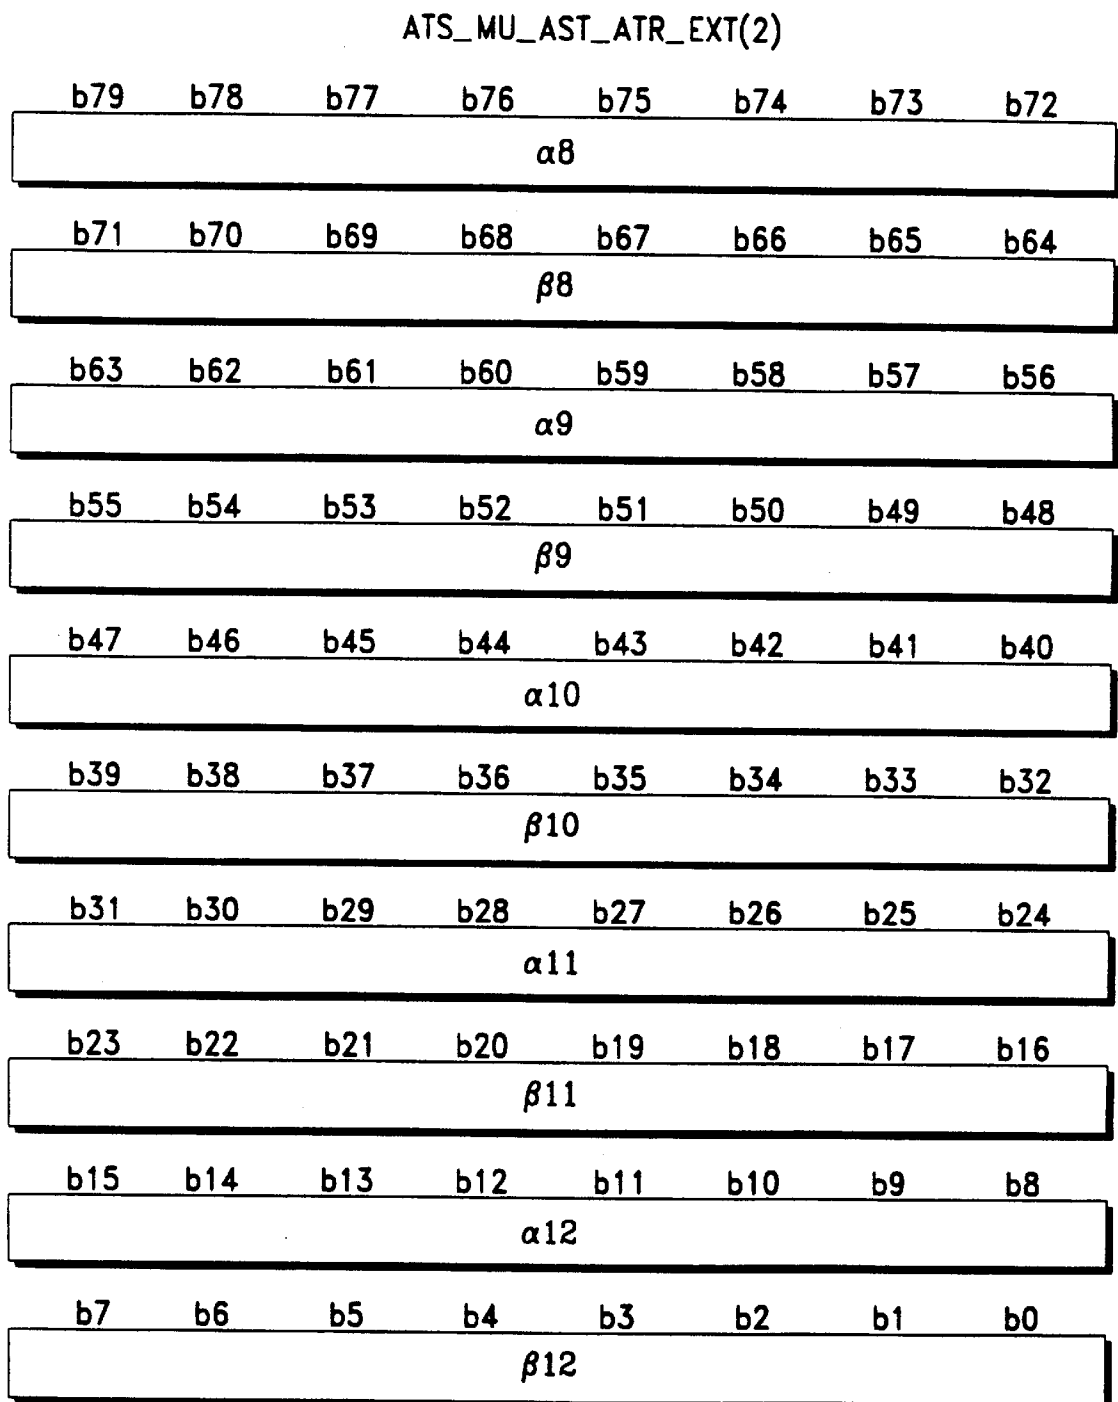 ATS_MU_AST_ATR_EXT(2)
b79 b78 b77 b76 b75 b74 b73 b72
α8
b71 b70 b69 b68 b67 b66 b65 b64
β8
b63 b62 b61 b60 b59 b58 b57 b56
α9
b55 b54 b53 b52 b51 b50 b49 b48
β9
b47 b46 b45 b44 b43 b42 b41 b40
α10
b39 b38 b37 b36 b35 b34 b33 b32
β10
b31 b30 b29 b28 b27 b26 b25 b24
α11
b23 b22 b21 b20 b19 b18 b17 b16
β11
b15 b14 b13 b12 b11 b10 b9 b8
α12
b7 b6 b5 b4 b3 b2 b1 b0
β12